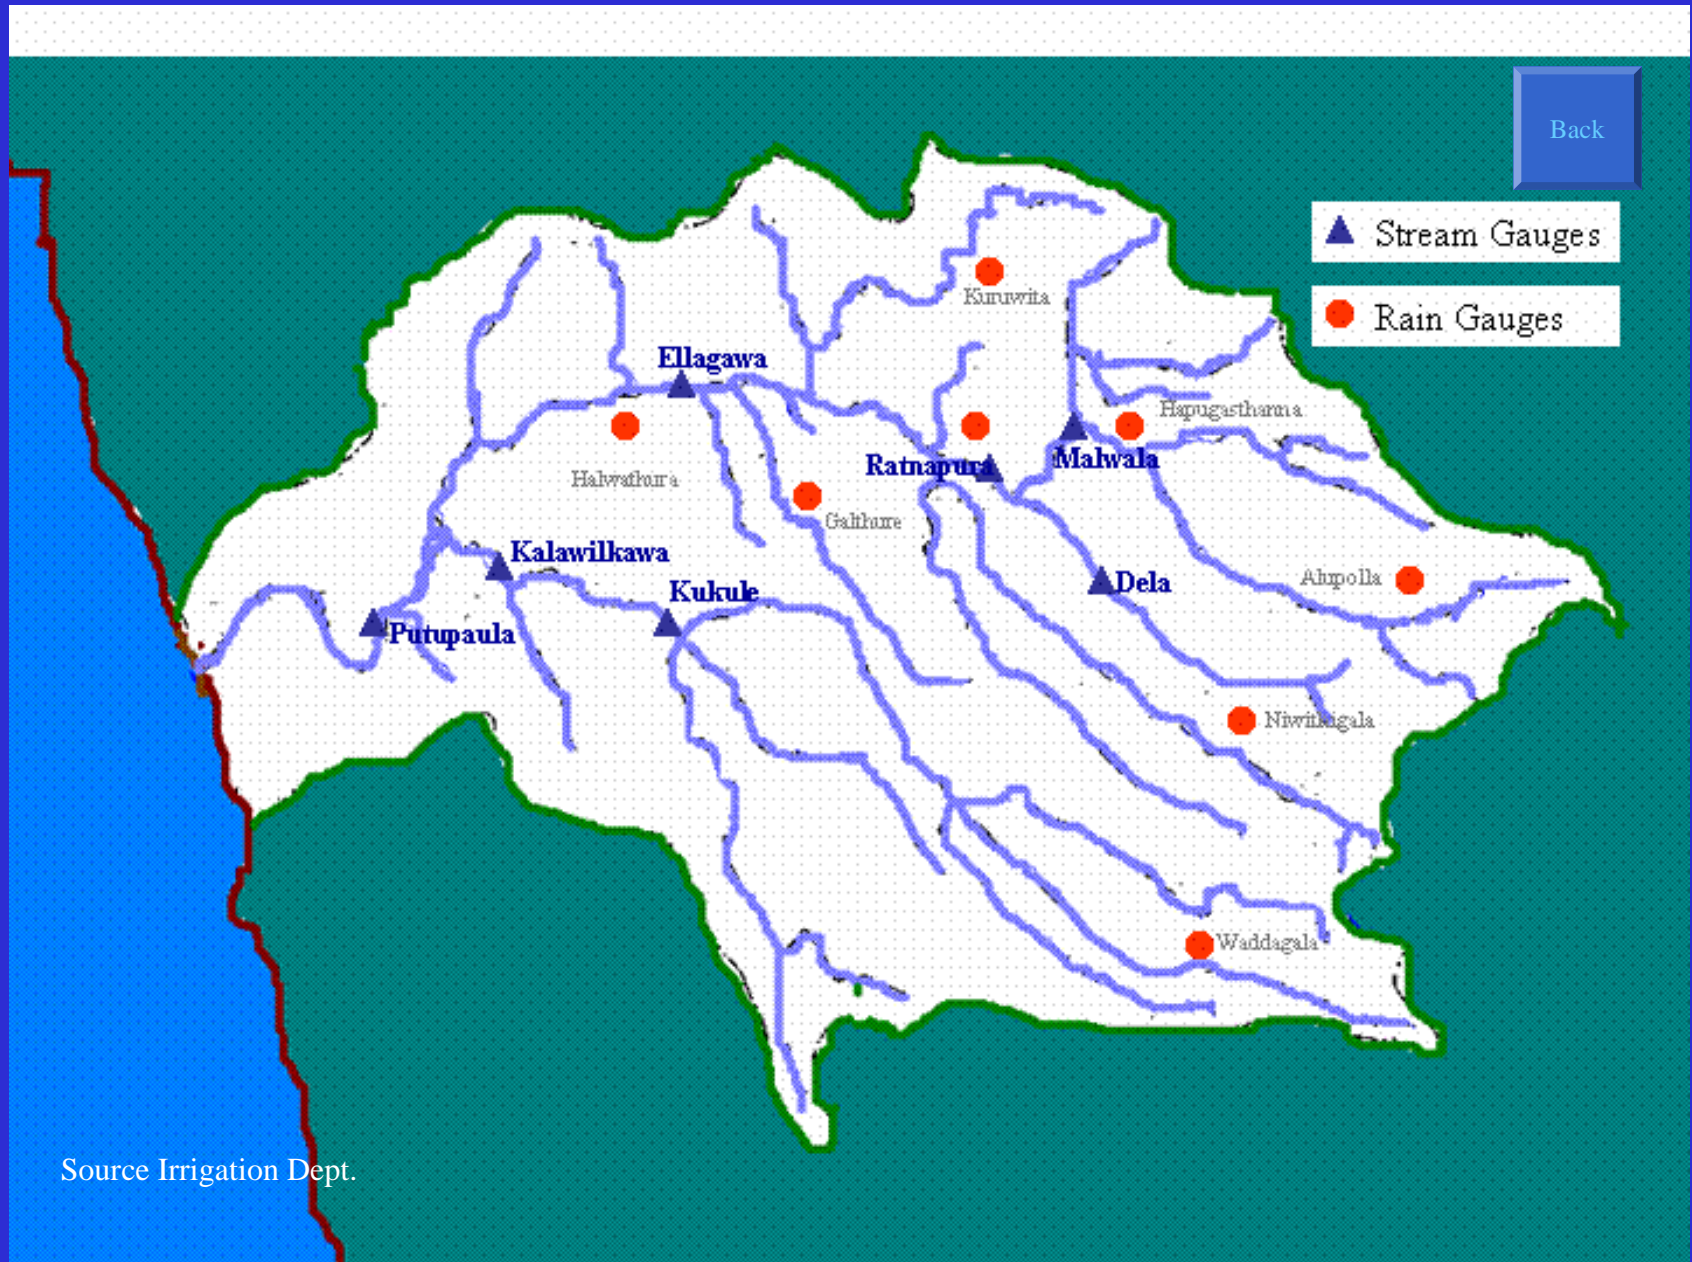 Back
Stream Gauges
Rain Gauges
Kuruwita
Ellagawa
Hapugasthanna
Malwala
Ratnapura
Halwathura
Galthure
Kalawilkawa
Alupolla
Dela
Kukule
Putupaula
Niwithigala
Waddagala
Source Irrigation Dept.